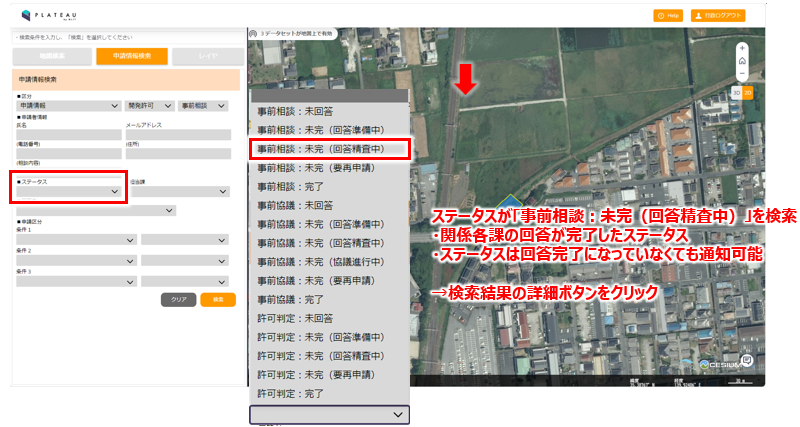 PLATEAU
by MLIT
Help
行政ログアウト
・検索条件を入力し、「検索」を選択してください
申請情報検索
レイヤ
3 データセットが地図上で有効
申請情報検索
■区分
申請情報
開発許可
事前相談
■申請者情報
氏名
メールアドレス
(電話番号)
(住所)
(相談内容)
■ステータス
担当課
■申請区分
条件 1
条件 2
条件 3
クリア
検索
事前相談：未回答
事前相談：未完（回答準備中）
事前相談：未完（回答精査中）
事前相談：未完（要再申請）
事前相談：完了
事前協議：未回答
事前協議：未完（回答準備中）
事前協議：未完（回答精査中）
事前協議：未完（協議進行中）
事前協議：未完（要再申請）
事前協議：完了
許可判定：未回答
許可判定：未完（回答準備中）
許可判定：未完（回答精査中）
許可判定：未完（要再申請）
許可判定：完了
3D
2D
ステータスが「事前相談：未完（回答精査中）」を検索
・関係各課の回答が完了したステータス
・ステータスは回答完了になっていなくても通知可能
→検索結果の詳細ボタンをクリック
CESIUM
緯度
経度